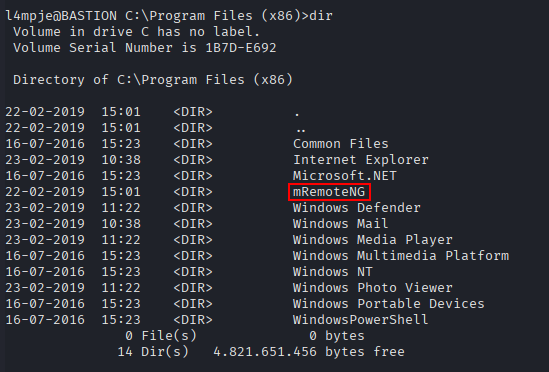 l4mpje@BASTION C:\Program Files (x86)>dir
 Volume in drive C has no label.
 Volume Serial Number is 1B7D-E692

 Directory of C:\Program Files (x86)

22-02-2019  15:01    <DIR>          .
22-02-2019  15:01    <DIR>          ..
16-07-2016  15:23    <DIR>          Common Files
23-02-2019  10:38    <DIR>          Internet Explorer
16-07-2016  15:23    <DIR>          Microsoft.NET
22-02-2019  15:01    <DIR>          mRemoteNG
23-02-2019  11:22    <DIR>          Windows Defender
23-02-2019  10:38    <DIR>          Windows Mail
23-02-2019  11:22    <DIR>          Windows Media Player
16-07-2016  15:23    <DIR>          Windows Multimedia Platform
16-07-2016  15:23    <DIR>          Windows NT
23-02-2019  11:22    <DIR>          Windows Photo Viewer
16-07-2016  15:23    <DIR>          Windows Portable Devices
16-07-2016  15:23    <DIR>          WindowsPowerShell
               0 File(s)              0 bytes
              14 Dir(s)   4.821.651.456 bytes free